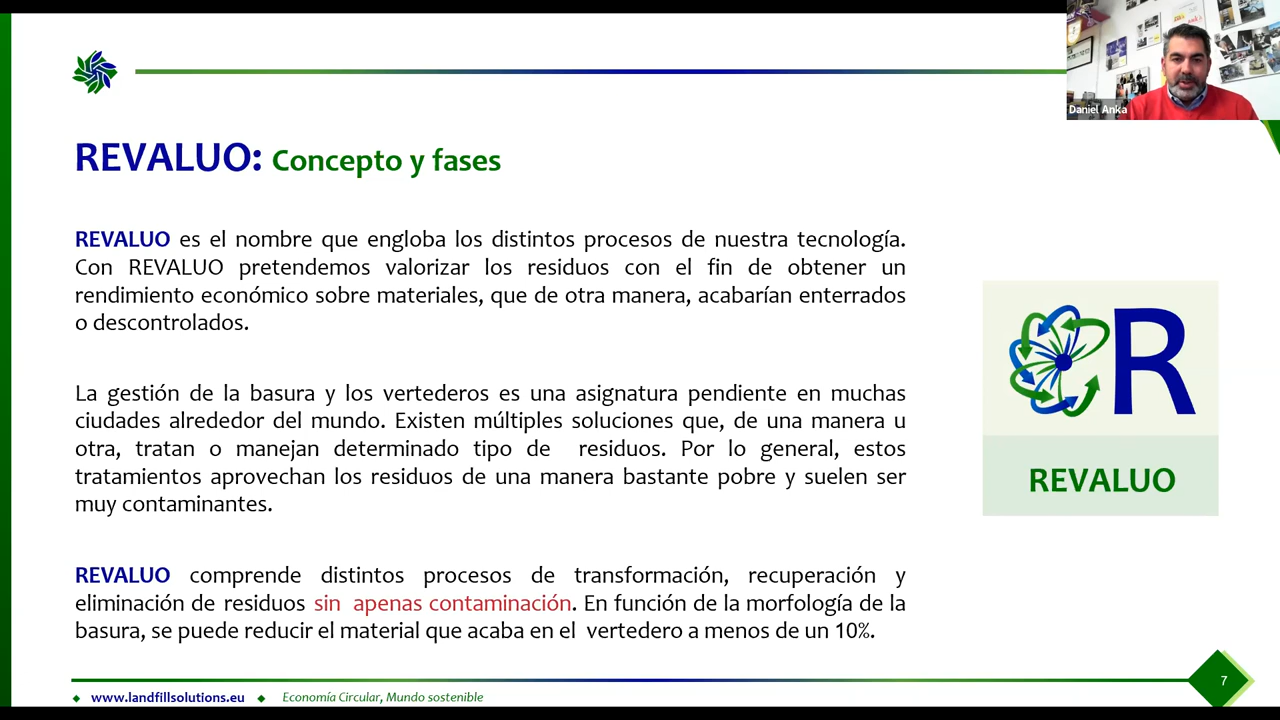 Daniel Anka
REVALUO: Concepto y fases
REVALUO es el nombre que engloba los distintos procesos de nuestra tecnología.
Con REVALUO pretendemos valorizar los residuos con el fin de obtener un
rendimiento económico sobre materiales, que de otra manera, acabarían enterrados
o descontrolados.
La gestión de la basura y los vertederos es una asignatura pendiente en muchas
ciudades alrededor del mundo. Existen múltiples soluciones que, de una manera u
otra, tratan o manejan determinado tipo de residuos. Por lo general, estos
tratamientos aprovechan los residuos de una manera bastante pobre y suelen ser
muy contaminantes.
REVALUO comprende distintos procesos de transformación, recuperación y
eliminación de residuos sin apenas contaminación. En función de la morfología de la
basura, se puede reducir el material que acaba en el vertedero a menos de un 10%.
R
REVALUO
www.landfillsolutions.eu Economía Circular, Mundo sostenible
7